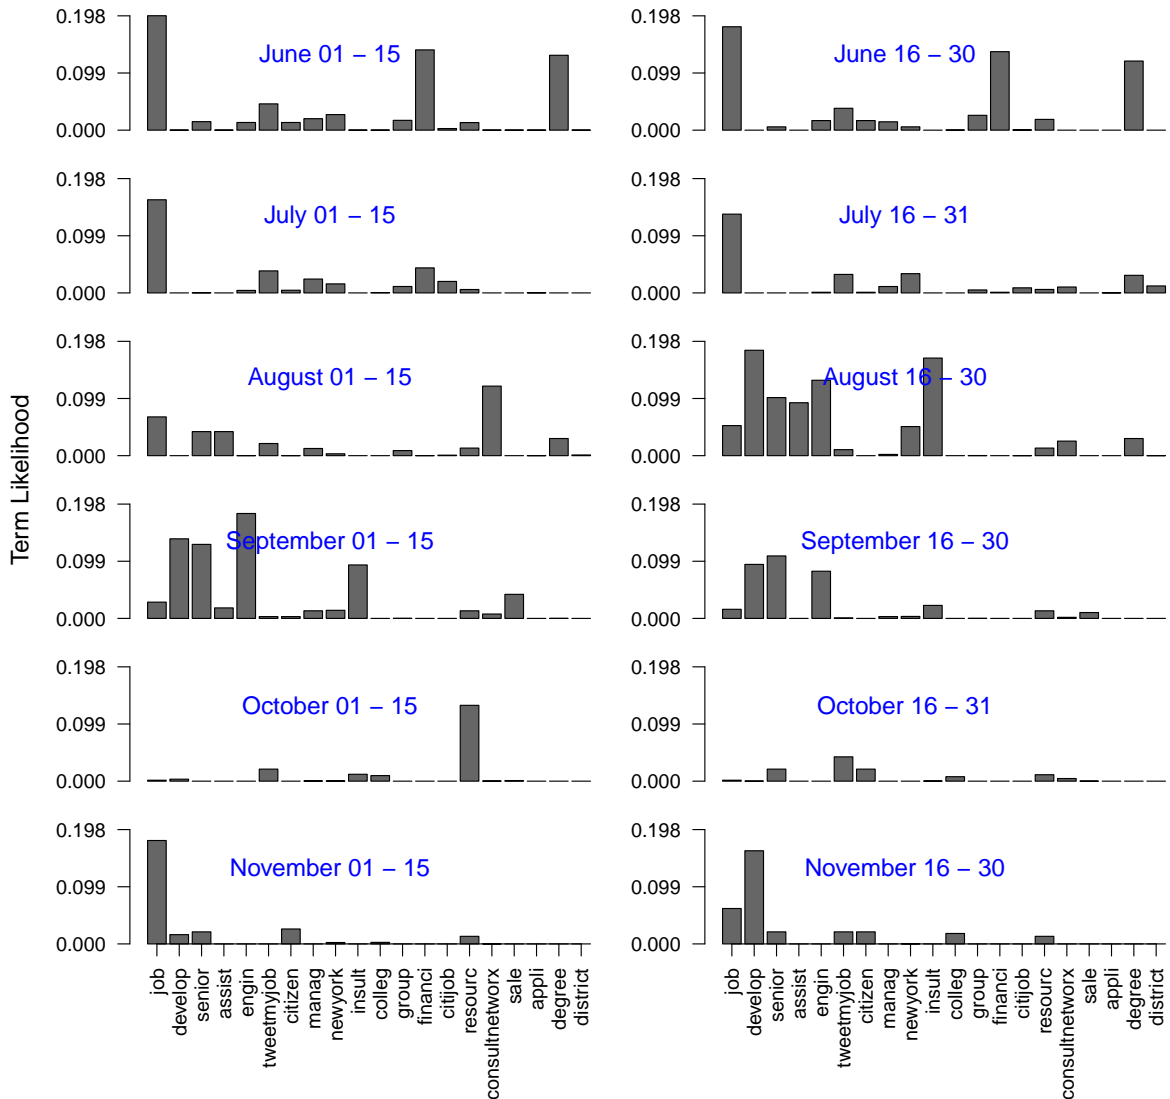 June 01 – 15
0.198
0.099
0.000
June 16 – 30
0.198
0.099
0.000
July 01 – 15
0.198
0.099
0.000
July 16 – 31
0.198
0.099
0.000
August 01 – 15
0.198
0.099
0.000
August 16 – 30
0.198
0.099
0.000
Term Likelihood
September 01 – 15
0.198
0.099
0.000
September 16 – 30
0.198
0.099
0.000
October 01 – 15
0.198
0.099
0.000
October 16 – 31
0.198
0.099
0.000
November 01 – 15
0.198
0.099
0.000
job
develop
senior
assist
engin
tweetmyjob
citizen
manag
newyork
insult
colleg
group
financi
citijob
resourc
consultnetworx
sale
appli
degree
district
November 16 – 30
0.198
0.099
0.000
job
develop
senior
assist
engin
tweetmyjob
citizen
manag
newyork
insult
colleg
group
financi
citijob
resourc
consultnetworx
sale
appli
degree
district